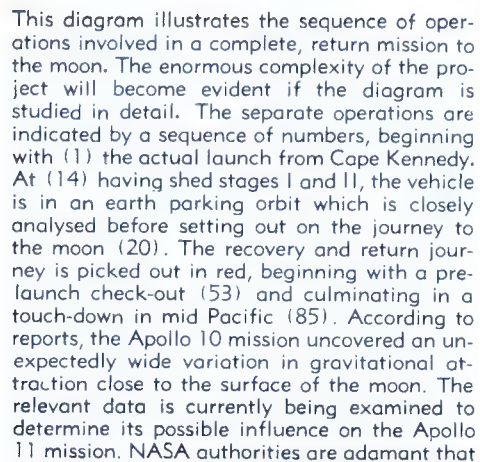 This diagram illustrates the sequence of oper-
ations involved in a complete, return mission to
the moon. The enormous complexity of the pro-
ject will become evident if the diagram is
studied in detail. The separate operations are
indicated by a sequence of numbers, beginning
with (1) the actual launch from Cape Kennedy.
At (14) having shed stages I and II, the vehicle
is in an earth parking orbit which is closely
analysed before setting out on the journey to
the moon (20). The recovery and return jour-
ney is picked out in red, beginning with a pre-
launch check-out (53) and culminating in a
touch-down in mid Pacific (85). According to
reports, the Apollo 10 mission uncovered an un-
expectedly wide variation in gravitational at-
traction close to the surface of the moon. The
relevant data is currently being examined to
determine its possible influence on the Apollo
11 mission. NASA authorities are adamant that